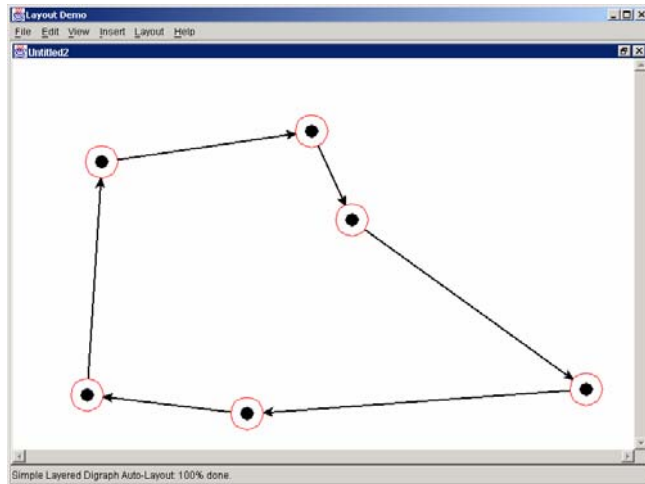 Layout Demo
File Edit View Insert Layout Help
Untitled2
Simple Layered Digraph Auto-Layout: 100% done.